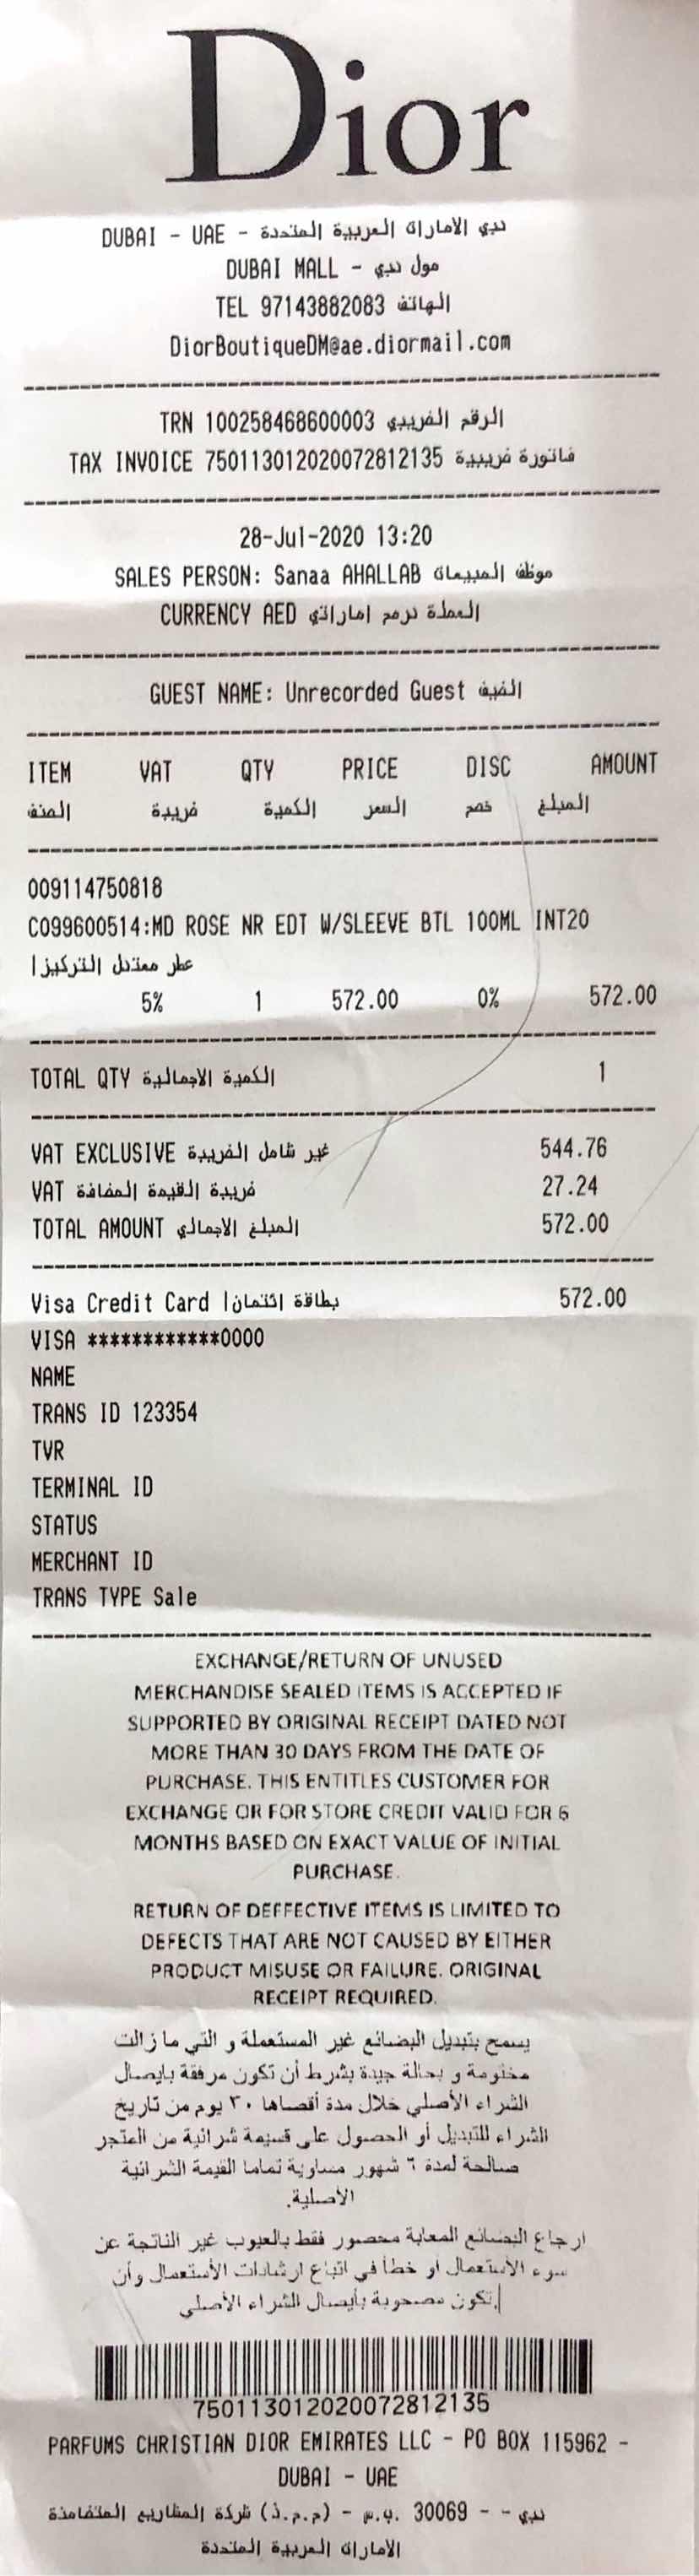 Dior
DUBAI - UAE - دبي الامارات العربية المتحدة
DUBAI MALL - مول دبي
TEL 97143882083 الهاتف
DiorBoutiqueDM@ae.diormail.com
TRN 100258468600003 الرقم الضريبي
TAX INVOICE 750113012020072812135 فاتورة ضريبية
28-Jul-2020 13:20
SALES PERSON: Sanaa AHALLAB موظف المبيعات
CURRENCY AED العملة درهم اماراتي
GUEST NAME: Unrecorded Guest الضيف
ITEM VAT QTY PRICE DISC AMOUNT
الصنف ضريبة الكمية السعر خصم المبلغ
009114750818
C099600514:MD ROSE NR EDT W/SLEEVE BTL 100ML INT20
عطر معتدل التركيز|
5% 1 572.00 0% 572.00
TOTAL QTY الكمية الاجمالية 1
VAT EXCLUSIVE غير شامل الضريبة 544.76
VAT ضريبة القيمة المضافة 27.24
TOTAL AMOUNT المبلغ الاجمالي 572.00
Visa Credit Card بطاقة ائتمان| 572.00
VISA ************0000
NAME
TRANS ID 123354
TVR
TERMINAL ID
STATUS
MERCHANT ID
TRANS TYPE Sale
EXCHANGE/RETURN OF UNUSED
MERCHANDISE SEALED ITEMS IS ACCEPTED IF
SUPPORTED BY ORIGINAL RECEIPT DATED NOT
MORE THAN 30 DAYS FROM THE DATE OF
PURCHASE. THIS ENTITLES CUSTOMER FOR
EXCHANGE OR FOR STORE CREDIT VALID FOR 6
MONTHS BASED ON EXACT VALUE OF INITIAL
PURCHASE.
RETURN OF DEFFECTIVE ITEMS IS LIMITED TO
DEFECTS THAT ARE NOT CAUSED BY EITHER
PRODUCT MISUSE OR FAILURE. ORIGINAL
RECEIPT REQUIRED.
يسمح بتبديل البضائع غير المستعملة و التي ما زالت
مختومة و بحالة جيدة بشرط أن تكون مرفقة بايصال
الشراء الأصلي خلال مدة أقصاها ٣٠ يوم من تاريخ
الشراء للتبديل أو الحصول على قسيمة شرائية من المتجر
صالحة لمدة ٦ شهور مساوية تماما القيمة الشرائية
الأصلية.
ارجاع البضائع المعابة محصور فقط بالعيوب غير الناتجة عن
سوء الأستعمال او خطأ في اتباع ارشادات الأستعمال وأن
تكون مصحوبة بأيصال الشراء الأصلي.
750113012020072812135
PARFUMS CHRISTIAN DIOR EMIRATES LLC - PO BOX 115962 -
DUBAI - UAE
شركة المشاريع المتضامنة (ذ.م.م) - ص.ب. 30069 - - دبي
الامارات العربية المتحدة